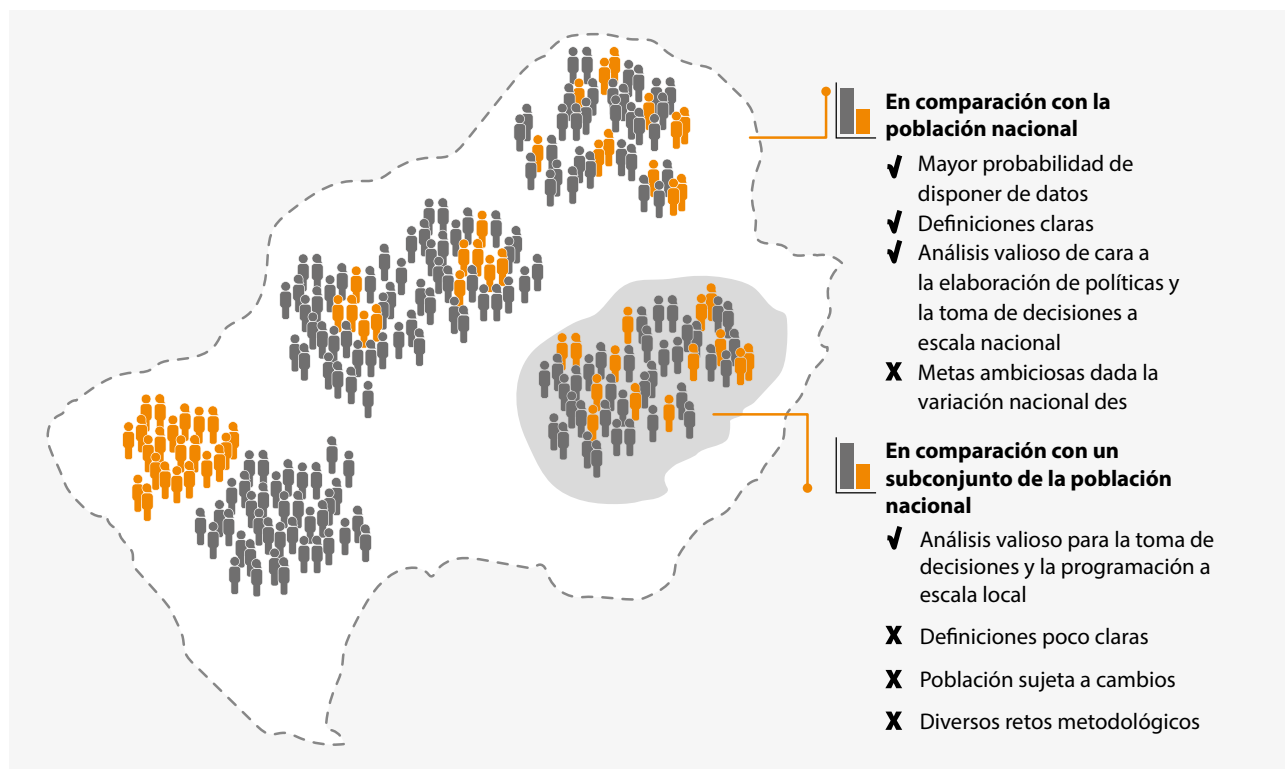 En comparación con la
población nacional
✓ Mayor probabilidad de
disponer de datos
✓ Definiciones claras
✓ Análisis valioso de cara a
la elaboración de políticas y
la toma de decisiones a
escala nacional
X Metas ambiciosas dada la
variación nacional des
En comparación con un
subconjunto de la población
nacional
✓ Análisis valioso para la toma de
decisiones y la programación a
escala local
X Definiciones poco claras
X Población sujeta a cambios
X Diversos retos metodológicos